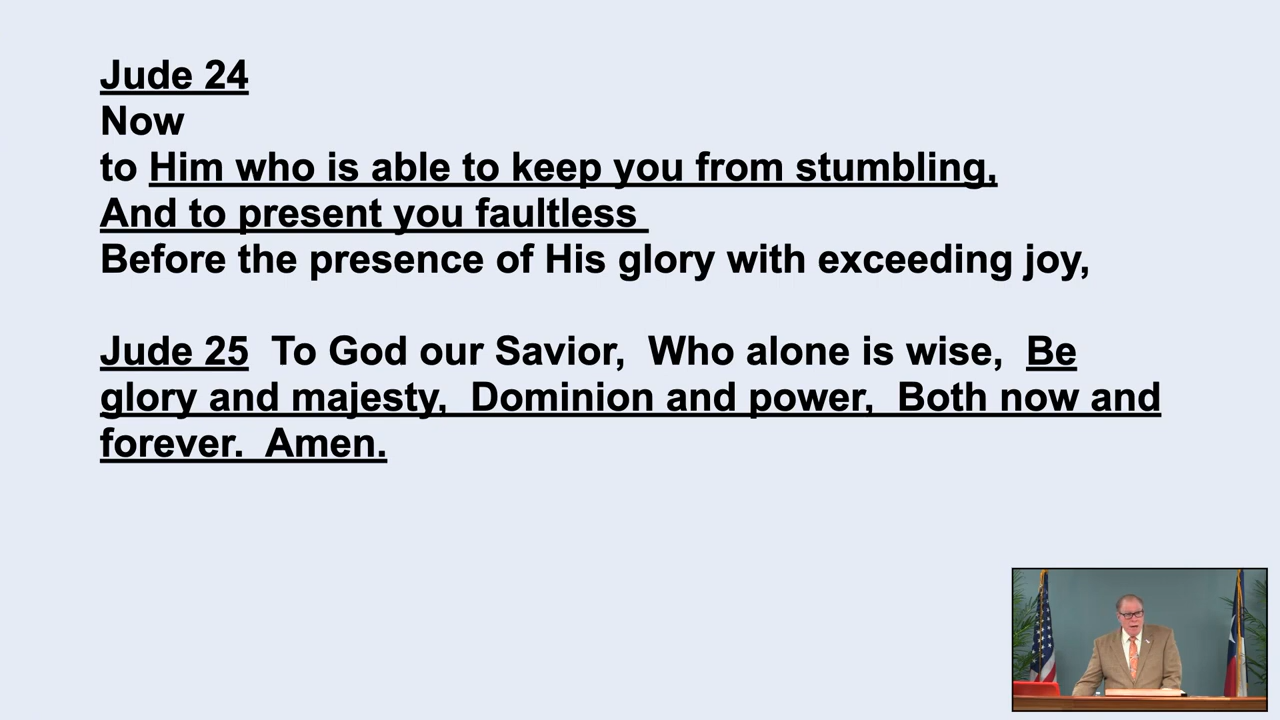 Jude 24
Now
to Him who is able to keep you from stumbling,
And to present you faultless
Before the presence of His glory with exceeding joy,
Jude 25  To God our Savior,  Who alone is wise,  Be
glory and majesty,  Dominion and power,  Both now and
forever.  Amen.